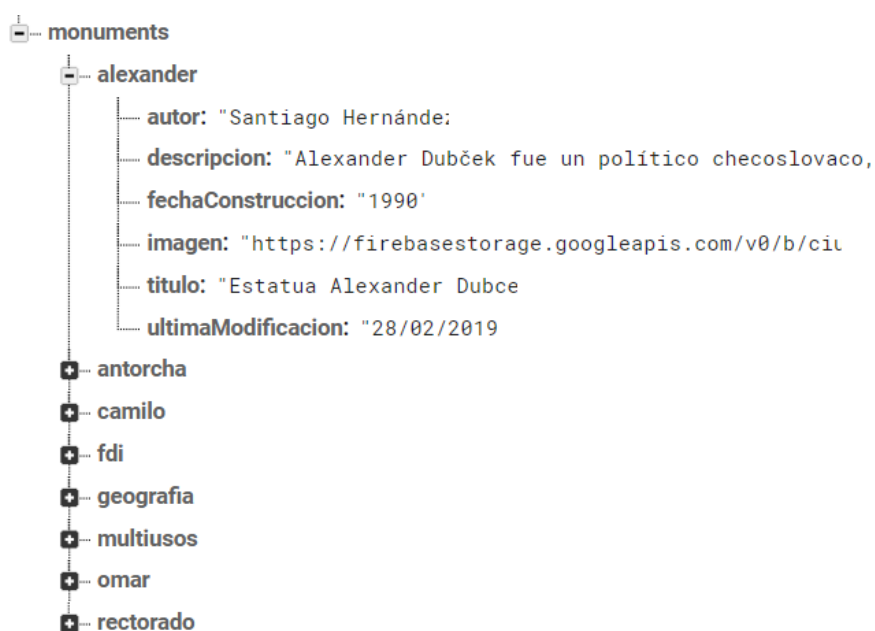 monuments
alexander
autor: "Santiago Hernánde
descripcion: "Alexander Dubček fue un político checoslovaco,
fechaConstruccion: "1990'
imagen: "https://firebasestorage.googleapis.com/v0/b/ciu
titulo: "Estatua Alexander Dubce
ultimaModificacion: "28/02/2019
antorcha
camilo
fdi
geografia
multiusos
omar
rectorado